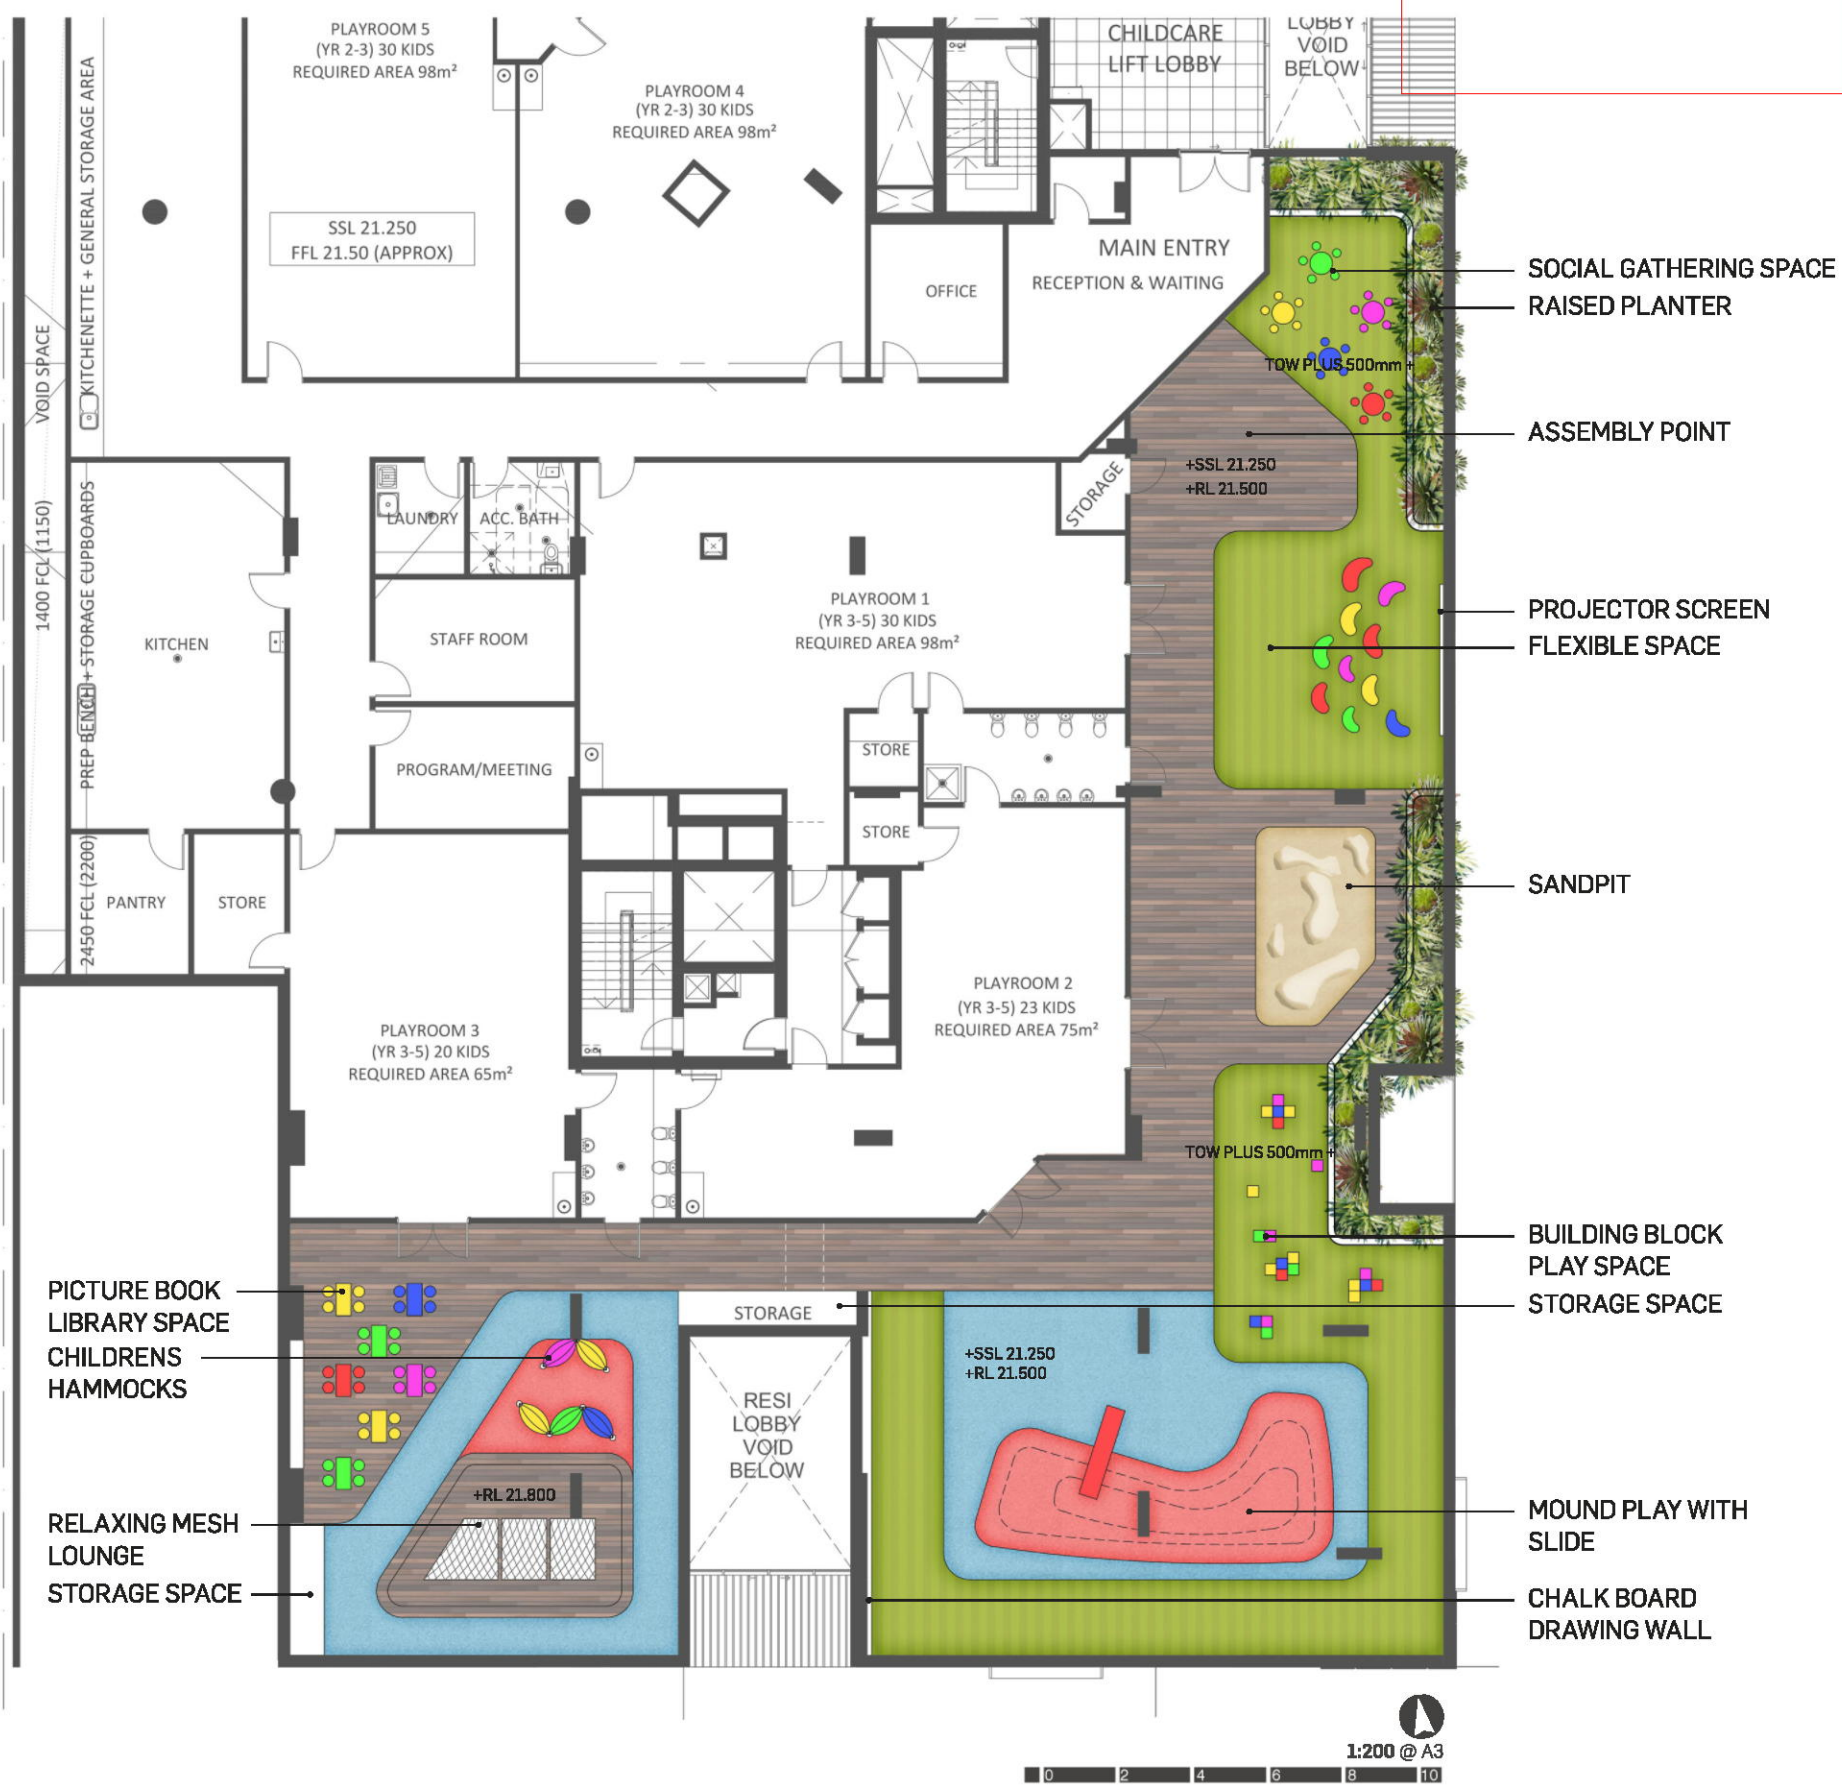 PLAYROOM 5
(YR 2-3) 30 KIDS
REQUIRED AREA 98m²
PLAYROOM 4
(YR 2-3) 30 KIDS
REQUIRED AREA 98m²
CHILDCARE
LIFT LOBBY
LOBBY
VOID
BELOW
KITCHENETTE + GENERAL STORAGE AREA
SSL 21.250
FFL 21.50 (APPROX)
OFFICE
MAIN ENTRY
RECEPTION & WAITING
SOCIAL GATHERING SPACE
RAISED PLANTER
TOW PLUS 500mm +
VOID SPACE
ASSEMBLY POINT
+SSL 21.250
+RL 21.500
STORAGE
LAUNDRY
ACC. BATH
1400 FCL (1150)
PREP BENCH + STORAGE CUPBOARDS
KITCHEN
STAFF ROOM
PLAYROOM 1
(YR 3-5) 30 KIDS
REQUIRED AREA 98m²
PROJECTOR SCREEN
FLEXIBLE SPACE
PROGRAM/MEETING
STORE
STORE
2450 FCL (2200)
PANTRY
STORE
SANDPIT
PLAYROOM 2
(YR 3-5) 23 KIDS
REQUIRED AREA 75m²
PLAYROOM 3
(YR 3-5) 20 KIDS
REQUIRED AREA 65m²
TOW PLUS 500mm +
BUILDING BLOCK
PLAY SPACE
STORAGE SPACE
PICTURE BOOK
LIBRARY SPACE
CHILDRENS
HAMMOCKS
STORAGE
+SSL 21.250
+RL 21.500
RESI
LOBBY
VOID
BELOW
+RL 21.800
RELAXING MESH
LOUNGE
STORAGE SPACE
MOUND PLAY WITH
SLIDE
CHALK BOARD
DRAWING WALL
1:200 @ A3
0 2 4 6 8 10